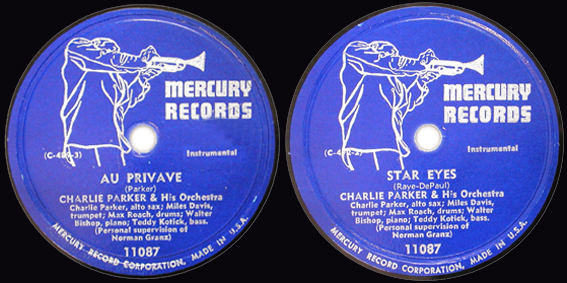 MERCURY
RECORDS
(C-489-3)
Instrumental
AU PRIVAVE
(Parker)
CHARLIE PARKER & His Orchestra
Charlie Parker, alto sax; Miles Davis,
trumpet; Max Roach, drums; Walter
Bishop, piano; Teddy Kotick, bass.
(Personal supervision of
Norman Granz)
11087
MERCURY RECORD CORPORATION, MADE IN U.S.A.
MERCURY
RECORDS
Instrumental
STAR EYES
(Raye-DePaul)
CHARLIE PARKER & His Orchestra
Charlie Parker, alto sax; Miles Davis,
trumpet; Max Roach, drums; Walter
Bishop, piano; Teddy Kotick, bass.
(Personal supervision of
Norman Granz)
11087
MERCURY RECORD CORPORATION, MADE IN U.S.A.